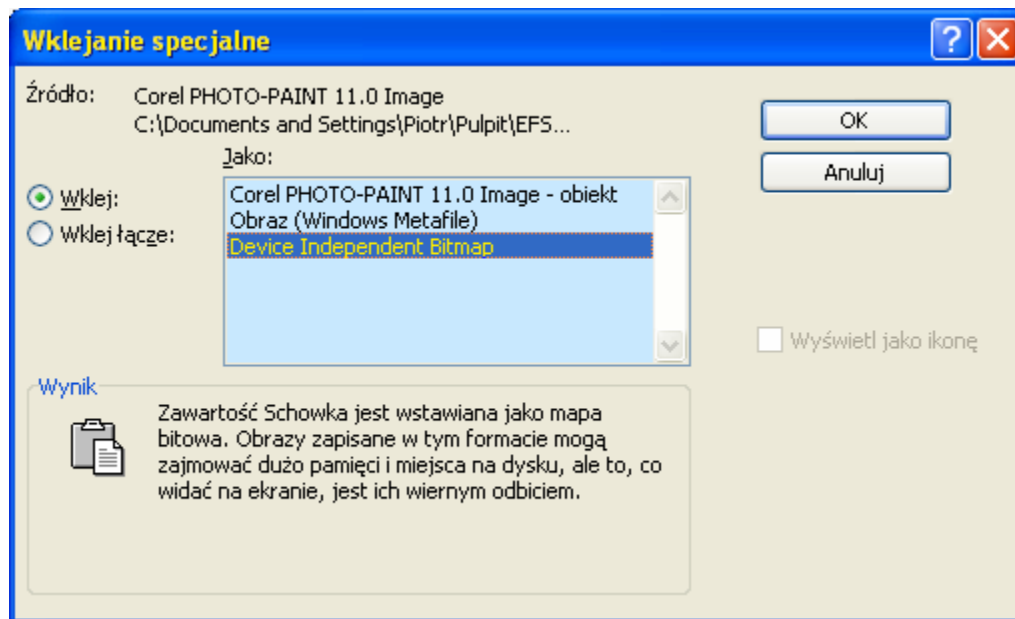 Wklejanie specjalne
Źródło: Corel PHOTO-PAINT 11.0 Image
C:\Documents and Settings\Piotr\Pulpit\EFS...
OK
Anuluj
Jako:
Wklej:
Wklej łącze:
Corel PHOTO-PAINT 11.0 Image - obiekt
Obraz (Windows Metafile)
Device Independent Bitmap
Wyświetl jako ikonę
Wynik
Zawartość Schowka jest wstawiana jako mapa
bitowa. Obrazy zapisane w tym formacie mogą
zajmować dużo pamięci i miejsca na dysku, ale to, co
widać na ekranie, jest ich wiernym odbiciem.